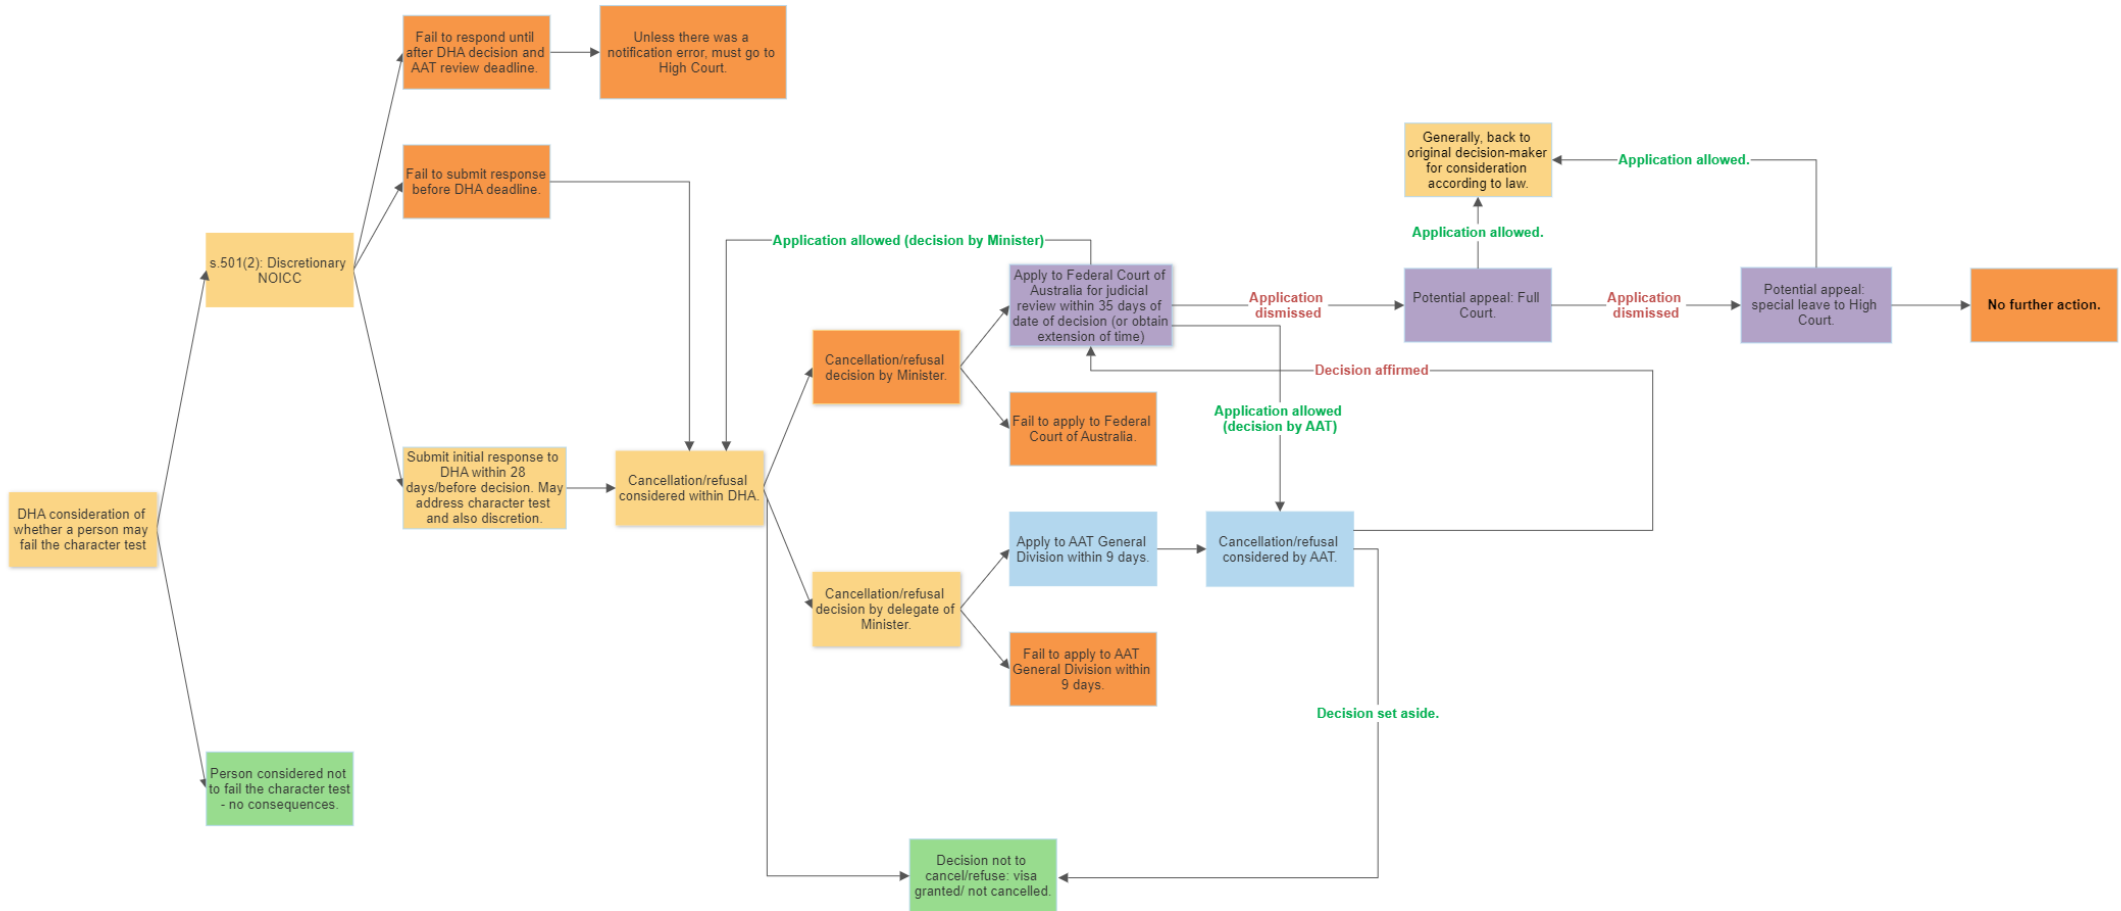 Fail to respond until
after DHA decision and
AAT review deadline.
Unless there was a
notification error, must go to
High Court.
Fail to submit response
before DHA deadline.
Generally, back to
original decision-maker
for consideration
according to law.
Application allowed.
Application allowed.
s.501(2): Discretionary
NOICC
Application allowed (decision by Minister)
Apply to Federal Court of
Australia for judicial
review within 35 days of
date of decision (or obtain
extension of time)
Application
dismissed
Potential appeal: Full
Court.
Application
dismissed
Potential appeal:
special leave to High
Court.
No further action.
Cancellation/refusal
decision by Minister.
Decision affirmed
Fail to apply to Federal
Court of Australia.
Application allowed
(decision by AAT)
Submit initial response to
DHA within 28
days/before decision. May
address character test
and also discretion.
Cancellation/refusal
considered within DHA.
DHA consideration of
whether a person may
fail the character test
Apply to AAT General
Division within 9 days.
Cancellation/refusal
considered by AAT.
Cancellation/refusal
decision by delegate of
Minister.
Fail to apply to AAT
General Division within
9 days.
Decision set aside.
Person considered not
to fail the character test
- no consequences.
Decision not to
cancel/refuse: visa
granted/ not cancelled.